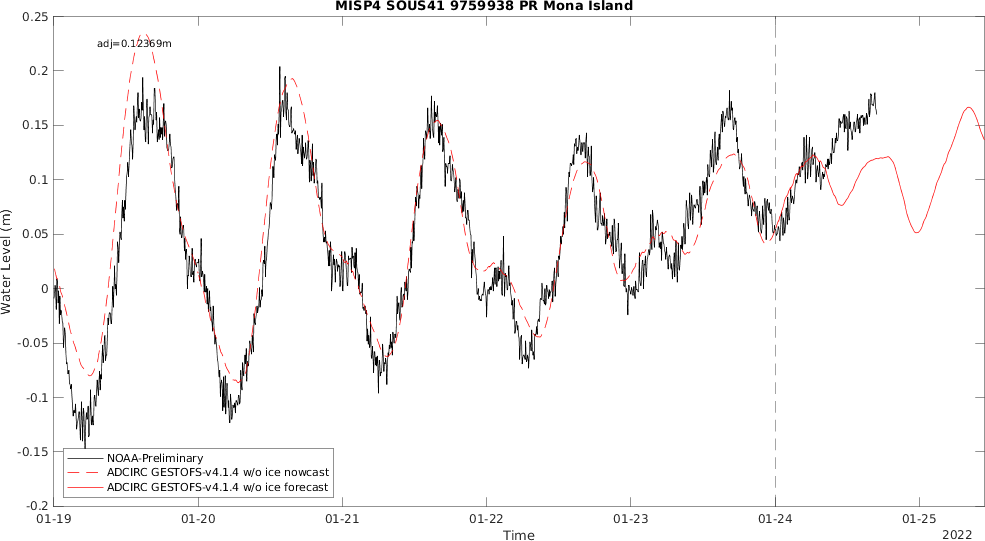 MISP4 SOUS41 9759938 PR Mona Island
adj=0.12369m
0.25
0.2
0.15
0.1
0.05
0
-0.05
-0.1
-0.15
-0.2
Water Level (m)
NOAA-Preliminary
ADCIRC GESTOFS-v4.1.4 w/o ice nowcast
ADCIRC GESTOFS-v4.1.4 w/o ice forecast
01-19 01-20 01-21 01-22 01-23 01-24 01-25
Time
2022